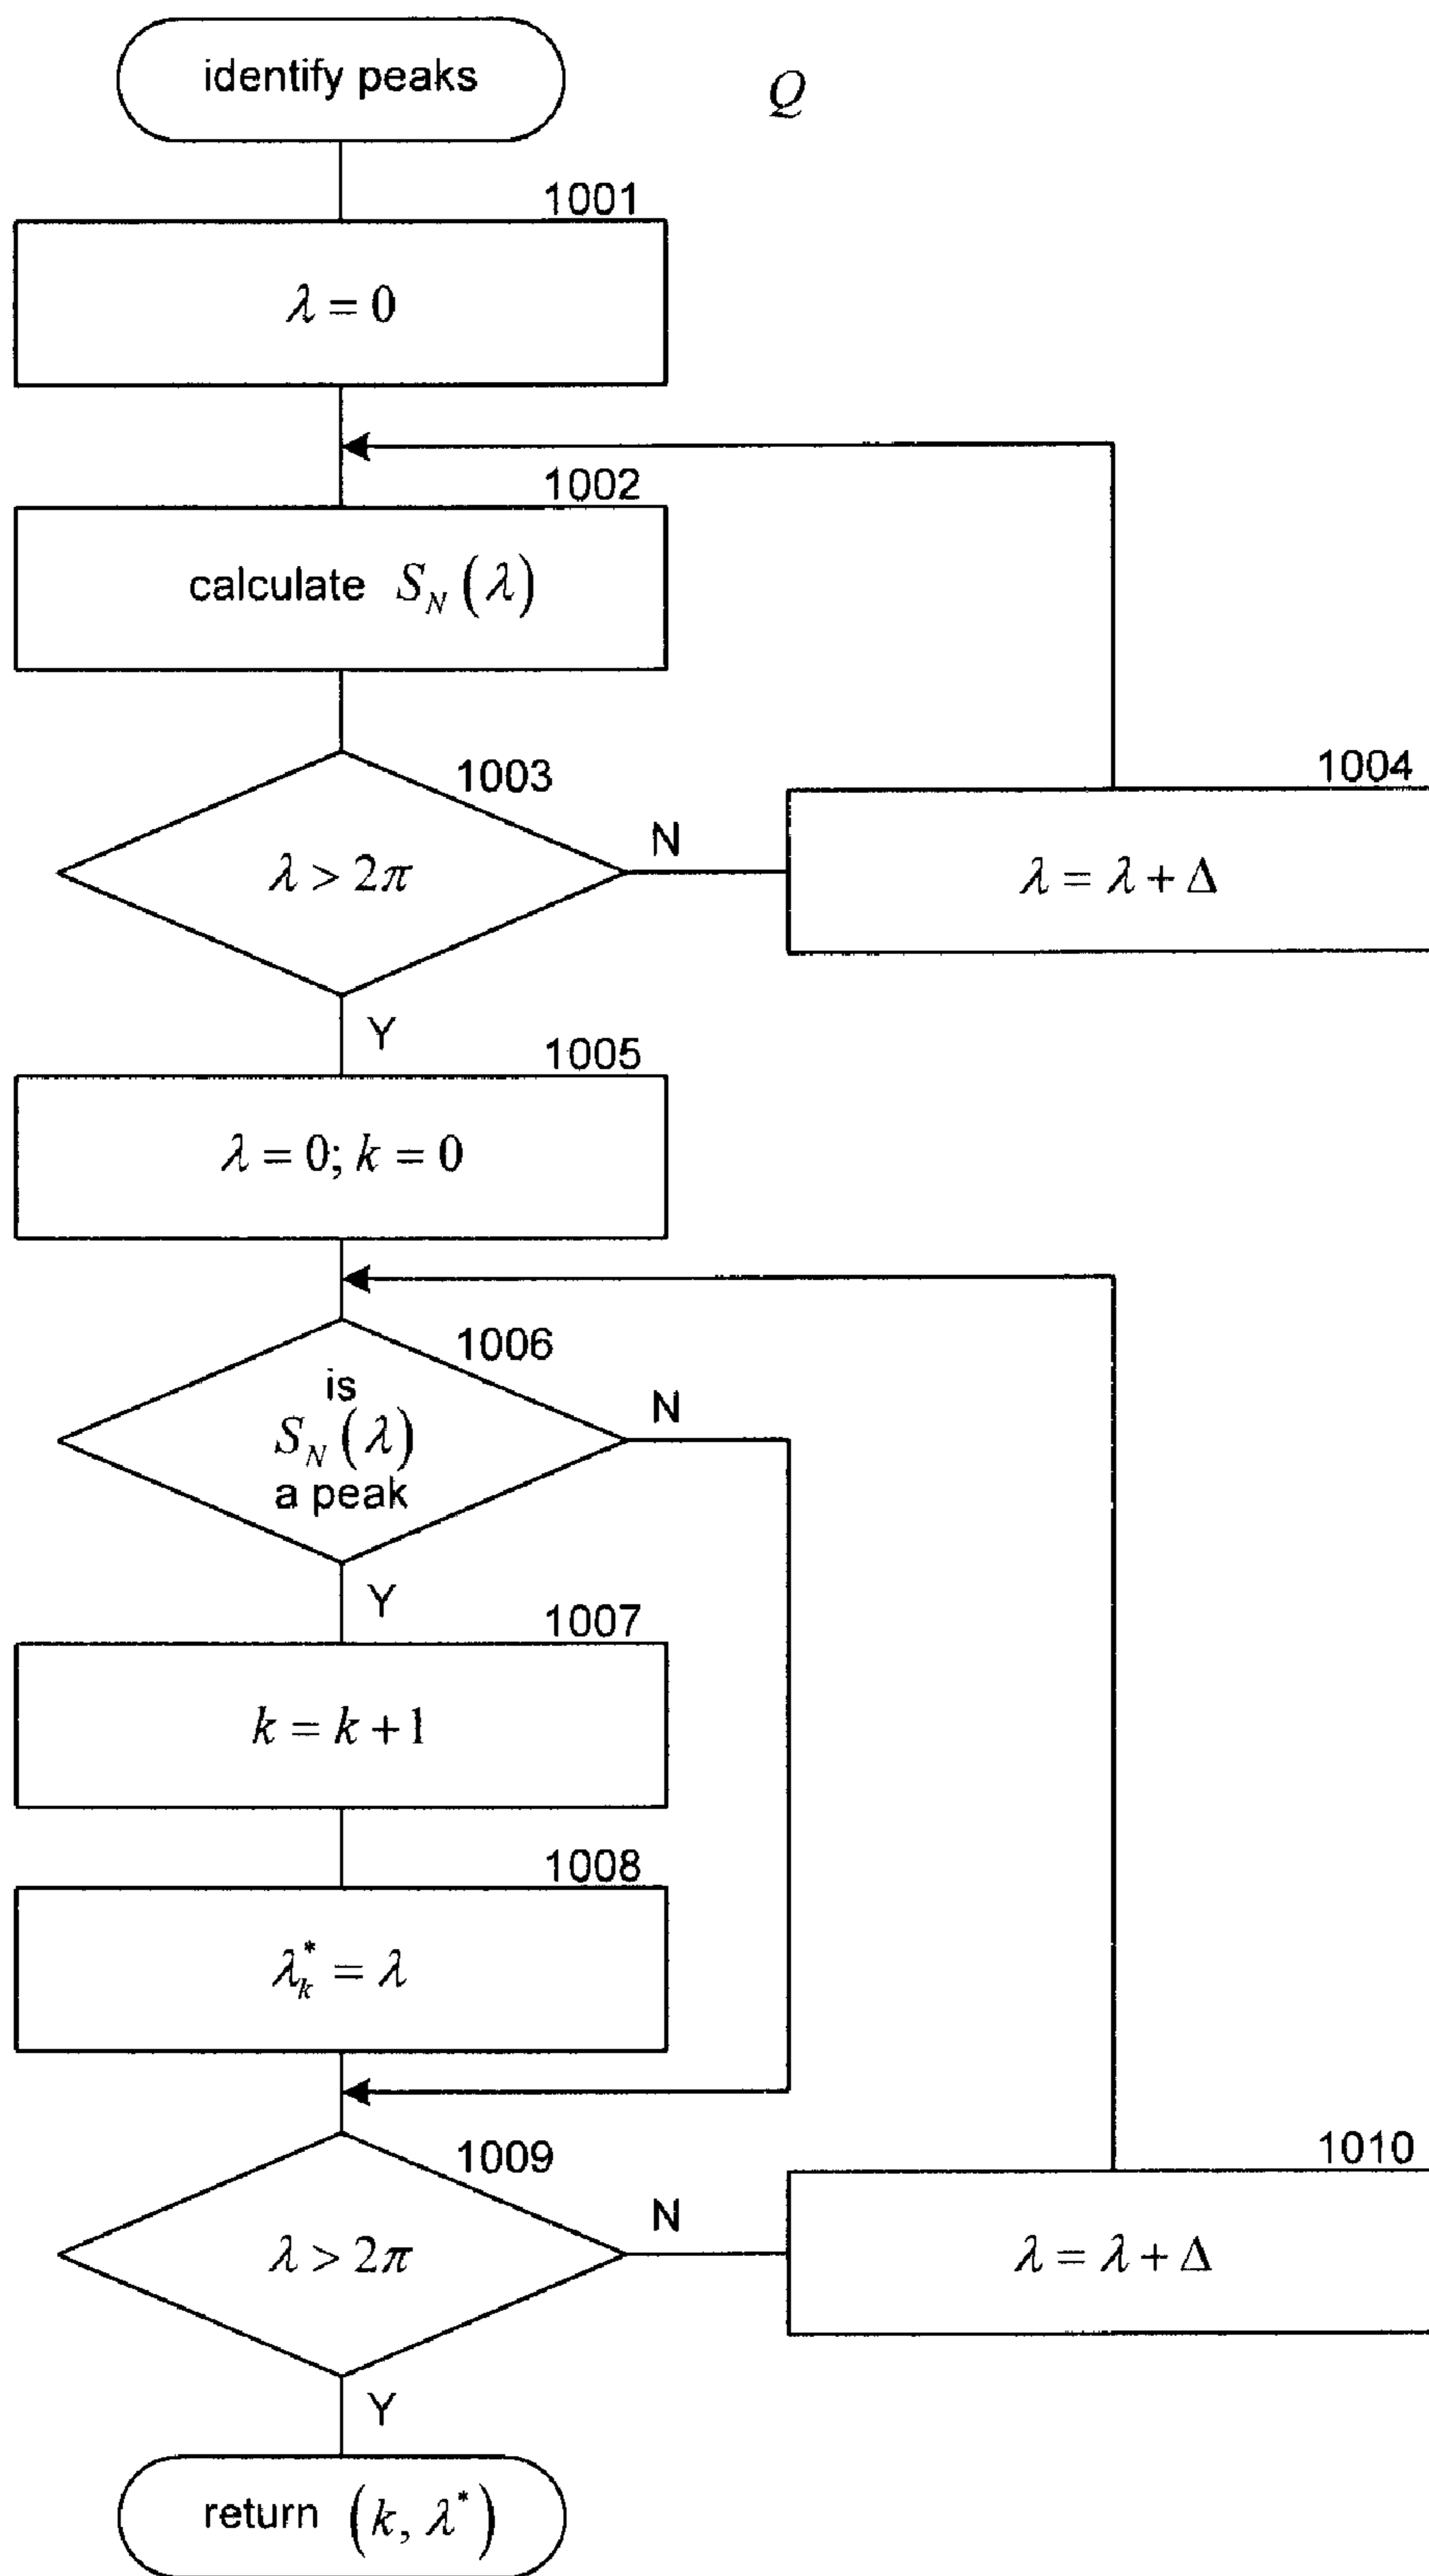 identify peaks
Q
1001
λ = 0
1002
calculate S_N (λ)
1003
λ > 2π
N
1004
λ = λ + Δ
Y
1005
λ = 0; k = 0
1006
is
S_N (λ)
a peak
N
Y
1007
k = k + 1
1008
λ*_k = λ
1009
λ > 2π
N
1010
λ = λ + Δ
Y
return (k, λ*)